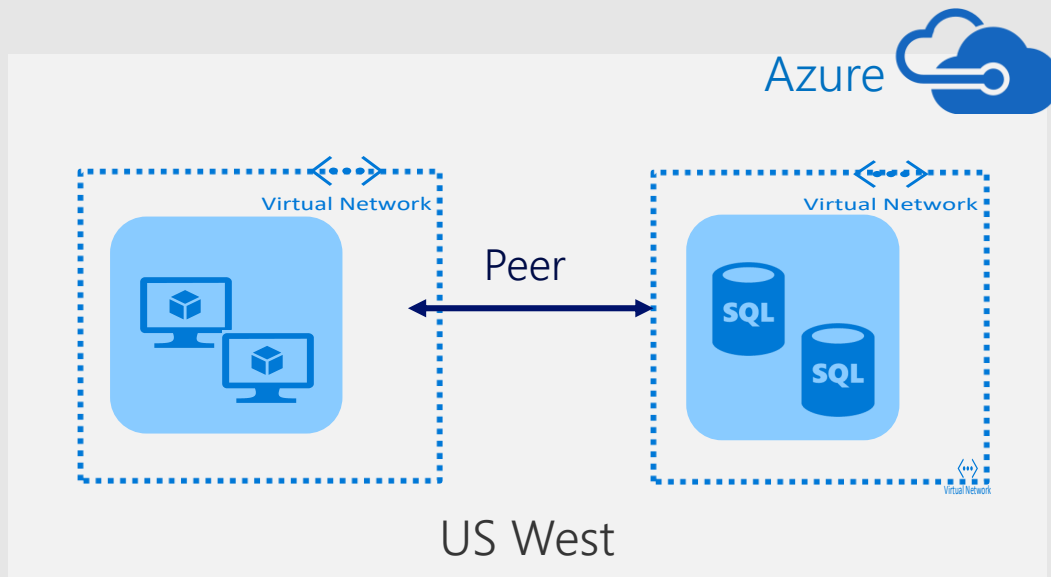 Azure
Virtual Network
Virtual Network
Peer
SQL
SQL
Virtual Network
US West